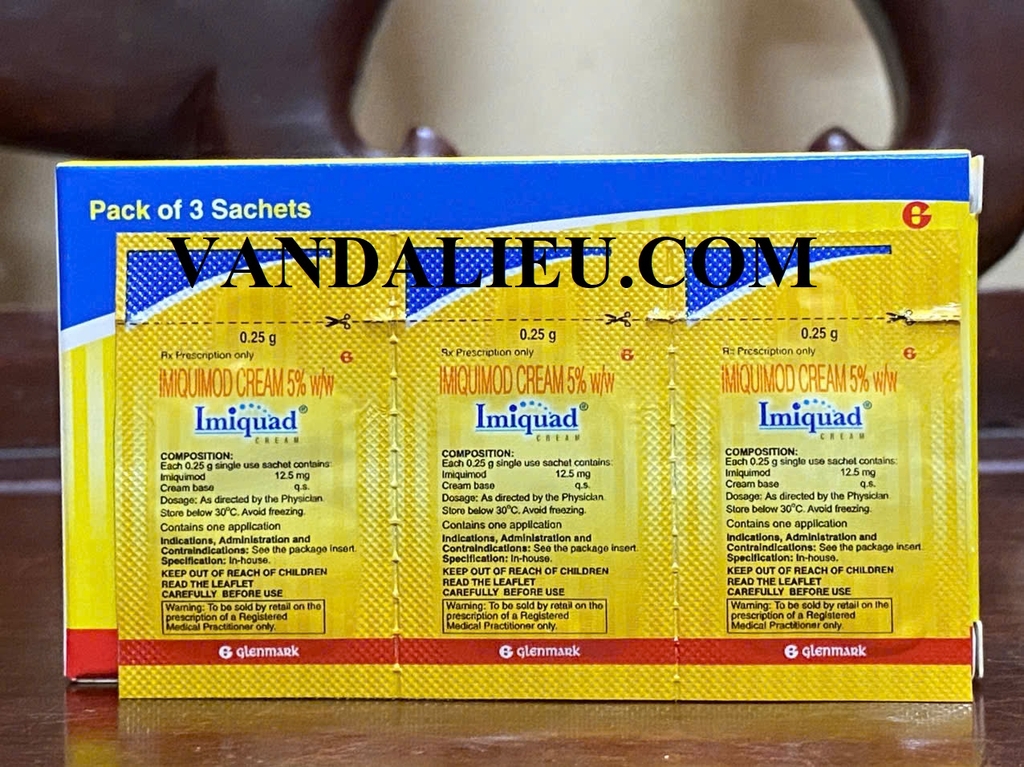 Pack of 3 Sachets
VANDALIEU.COM
0.25 g
Rx Prescription only
IMIQUIMOD CREAM 5% w/w
Imiquad®
CREAM
COMPOSITION:
Each 0.25 g single use sachet contains:
Imiquimod 12.5 mg
Cream base q.s.
Dosage: As directed by the Physician.
Store below 30°C. Avoid freezing.
Contains one application
Indications, Administration and
Contraindications: See the package insert.
Specification: In-house.
KEEP OUT OF REACH OF CHILDREN
READ THE LEAFLET
CAREFULLY BEFORE USE
Warning: To be sold by retail on the
prescription of a Registered
Medical Practitioner only.
glenmark
0.25 g
Rx Prescription only
IMIQUIMOD CREAM 5% w/w
Imiquad®
CREAM
COMPOSITION:
Each 0.25 g single use sachet contains:
Imiquimod 12.5 mg
Cream base q.s.
Dosage: As directed by the Physician.
Store below 30°C. Avoid freezing.
Contains one application
Indications, Administration and
Contraindications: See the package insert.
Specification: In-house.
KEEP OUT OF REACH OF CHILDREN
READ THE LEAFLET
CAREFULLY BEFORE USE
Warning: To be sold by retail on the
prescription of a Registered
Medical Practitioner only.
glenmark
0.25 g
Rx Prescription only
IMIQUIMOD CREAM 5% w/w
Imiquad®
CREAM
COMPOSITION:
Each 0.25 g single use sachet contains:
Imiquimod 12.5 mg
Cream base q.s.
Dosage: As directed by the Physician.
Store below 30°C. Avoid freezing.
Contains one application
Indications, Administration and
Contraindications: See the package insert.
Specification: In-house.
KEEP OUT OF REACH OF CHILDREN
READ THE LEAFLET
CAREFULLY BEFORE USE
Warning: To be sold by retail on the
prescription of a Registered
Medical Practitioner only.
glenmark